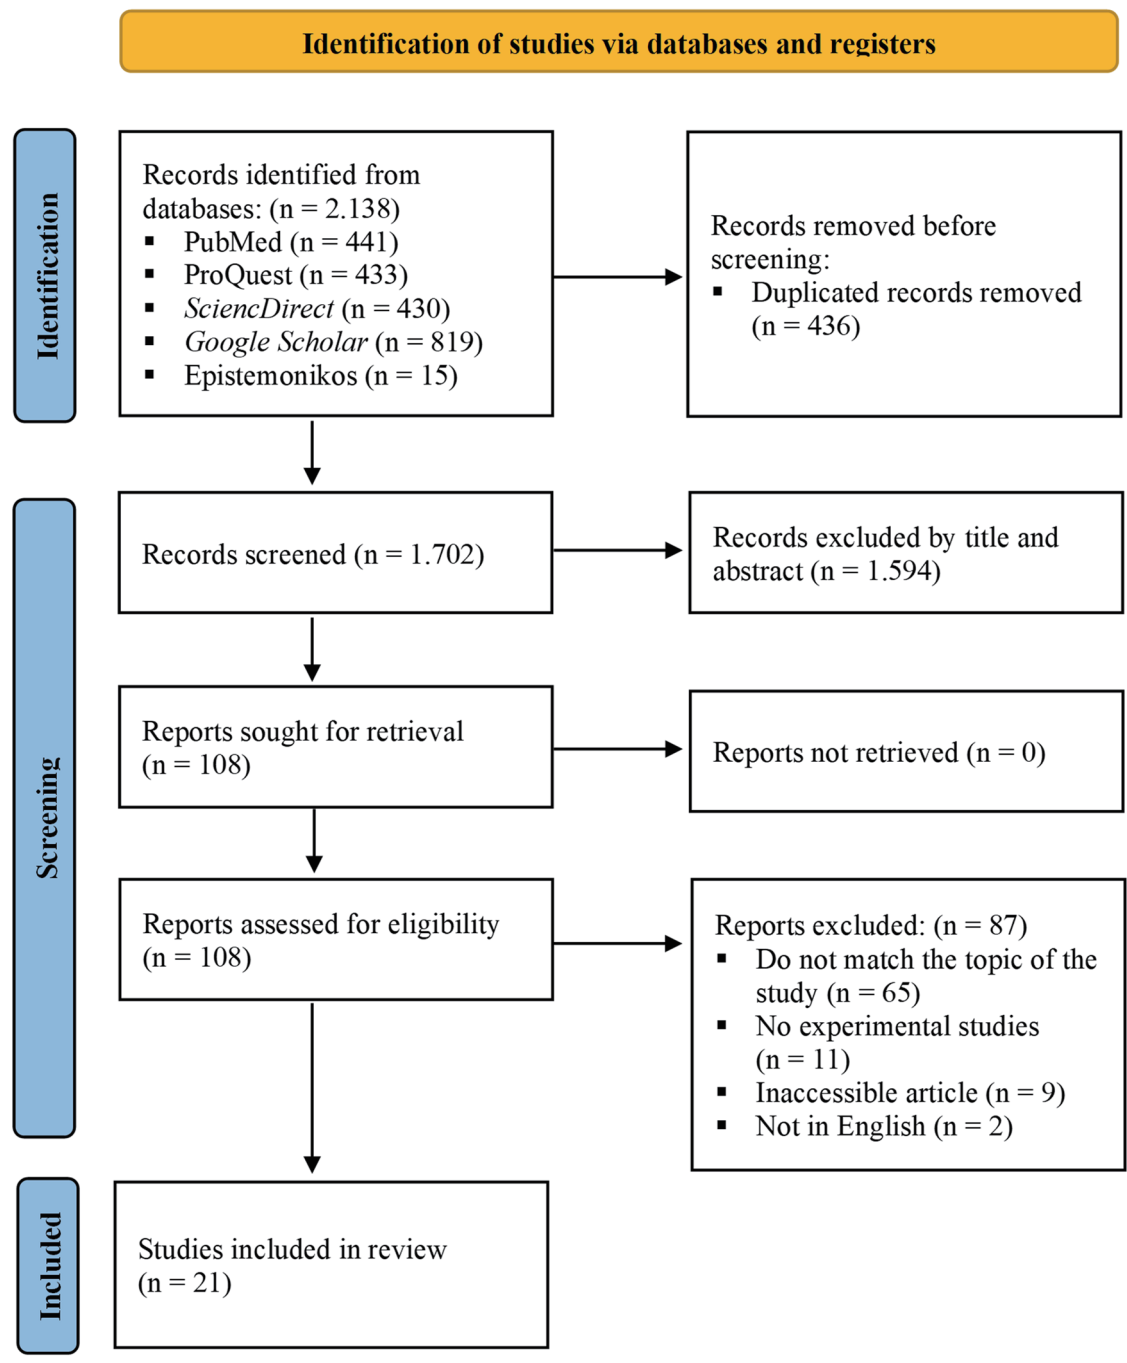 Identification of studies via databases and registers
Identification
Records identified from
databases: (n = 2.138)
▪ PubMed (n = 441)
▪ ProQuest (n = 433)
▪ SciencDirect (n = 430)
▪ Google Scholar (n = 819)
▪ Epistemonikos (n = 15)
Records removed before
screening:
▪ Duplicated records removed
(n = 436)
Screening
Records screened (n = 1.702)
Records excluded by title and
abstract (n = 1.594)
Reports sought for retrieval
(n = 108)
Reports not retrieved (n = 0)
Reports assessed for eligibility
(n = 108)
Reports excluded: (n = 87)
▪ Do not match the topic of the
study (n = 65)
▪ No experimental studies
(n = 11)
▪ Inaccessible article (n = 9)
▪ Not in English (n = 2)
Included
Studies included in review
(n = 21)